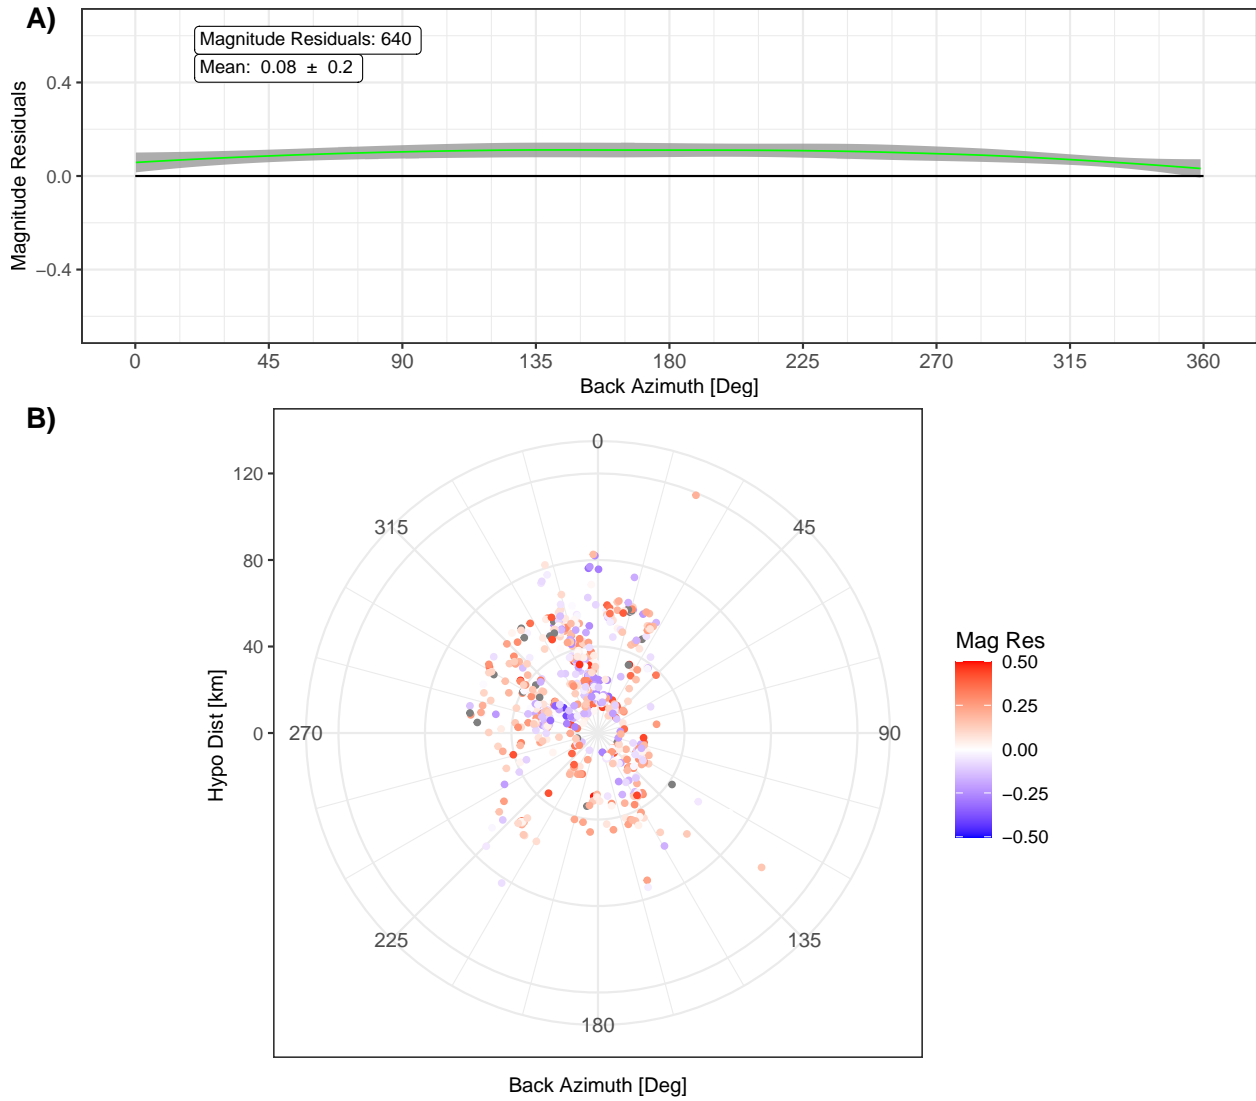 A)
Magnitude Residuals: 640
Mean:  0.08  ±  0.2
Magnitude Residuals
0.4
0.0
−0.4
0 45 90 135 180 225 270 315 360
Back Azimuth [Deg]
B)
Hypo Dist [km]
120
80
40
0
0
45
90
135
180
225
270
315
Back Azimuth [Deg]
Mag Res
0.50
0.25
0.00
−0.25
−0.50